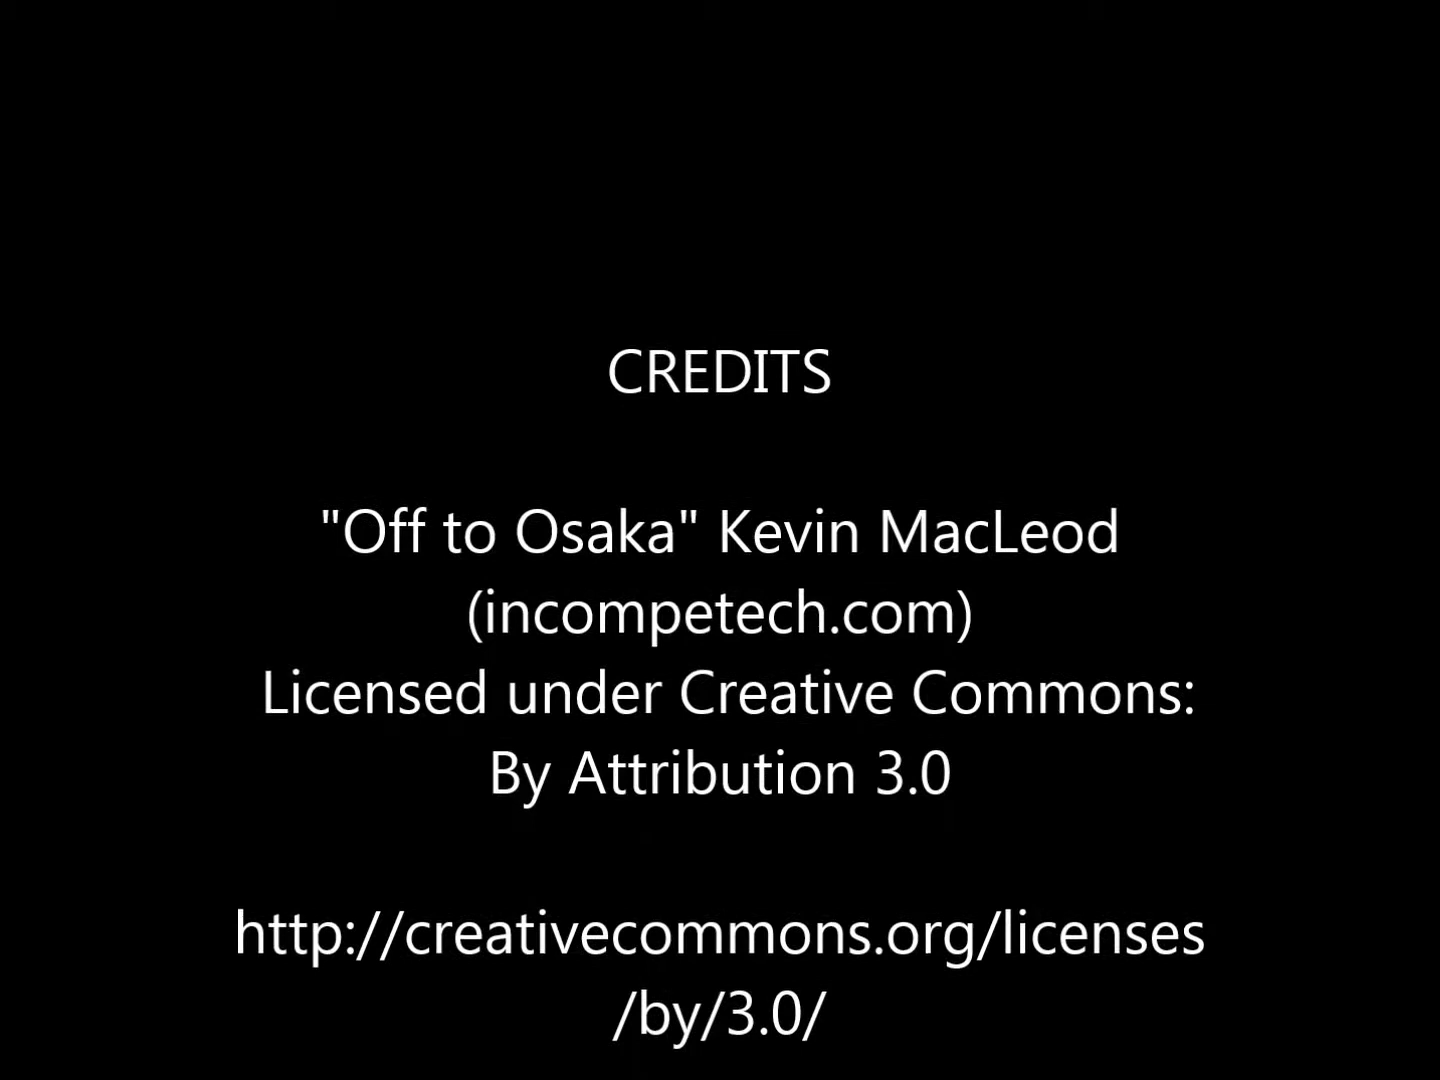 CREDITS
"Off to Osaka" Kevin MacLeod
(incompetech.com)
Licensed under Creative Commons:
By Attribution 3.0
http://creativecommons.org/licenses
/by/3.0/